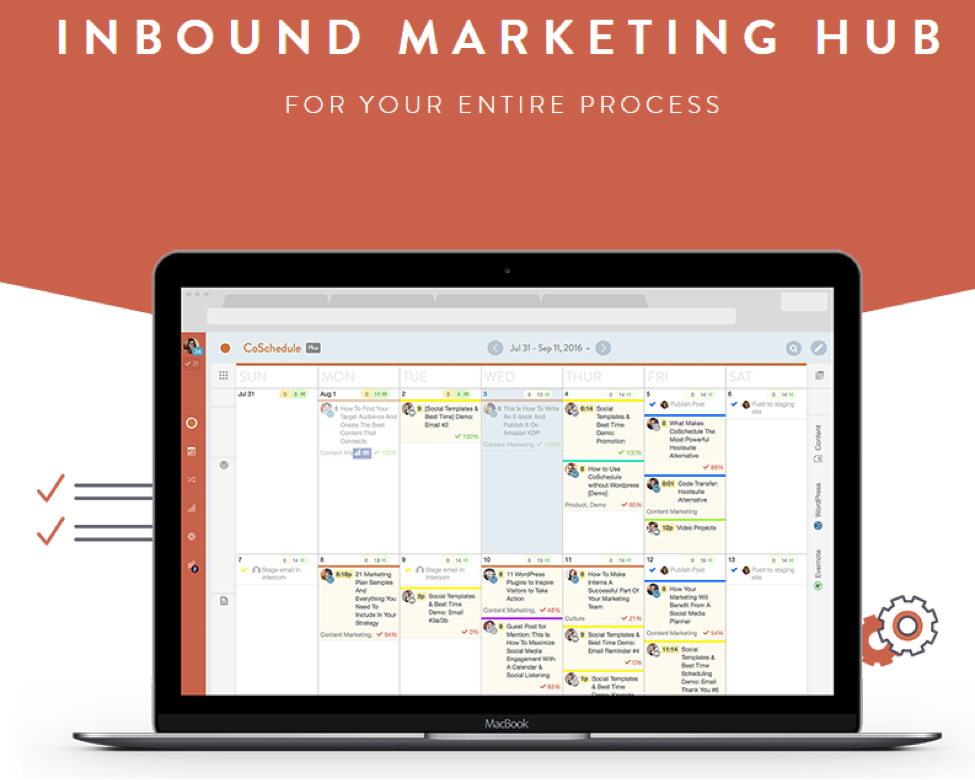 INBOUND MARKETING HUB
FOR YOUR ENTIRE PROCESS
24
21
CoSchedule Plus
Jul 31 - Sep 11, 2016
SUN MON TUE WED THUR FRI SAT
Jul 31
Aug 1
8 How To Find Your
Target Audience And
Create The Best
Content That
Connects
100%
2
9 [Social Templates &
Best Time] Demo:
Email #2
100%
3
8 This Is How To Write
An E-book And
Publish It On
Amazon KDP
Content Marketing 100%
4
6:14 Social
Templates &
Best Time
Demo:
Promotion
100%
8 How to Use
CoSchedule
without Wordpress
[Demo]
Product, Demo
5
Publish Post
8 What Makes
CoSchedule The
Most Powerful
Hootsuite
Alternative
8:01 Code Transfer:
Hootsuite
Alternative
Content Marketing
12p Video Projects
6
Push to staging
site
7
Stage email in
Intercom
8
8:18p 21 Marketing
Plan Samples
And
Everything You
Need To
Include In Your
Strategy
Content Marketing, 94%
9
Stage email in
Intercom
2p Social Templates
& Best Time
Demo: Email
#3a/3b
0%
10
6 11 WordPress
Plugins to Inspire
Visitors to Take
Action
Content Marketing, 48%
9 Guest Post for
Mention: This Is
How To Maximize
Social Media
Engagement With
A Calendar &
Social Listening
11
8 How To Make
Interns A
Successful Part Of
Your Marketing
Team
Culture 21%
9 Social Templates &
Best Time Demo:
Email Reminder #4
0%
1p Social Templates
& Best Time
12
Publish Post
8 How Your
Marketing Will
Benefit From A
Social Media
Planner
Content Marketing 54%
11:14 Social
Templates &
Best Time
Scheduling
Demo: Email
Thank You #6
13
Push to staging
site
Content
WordPress
Evernote
MacBook